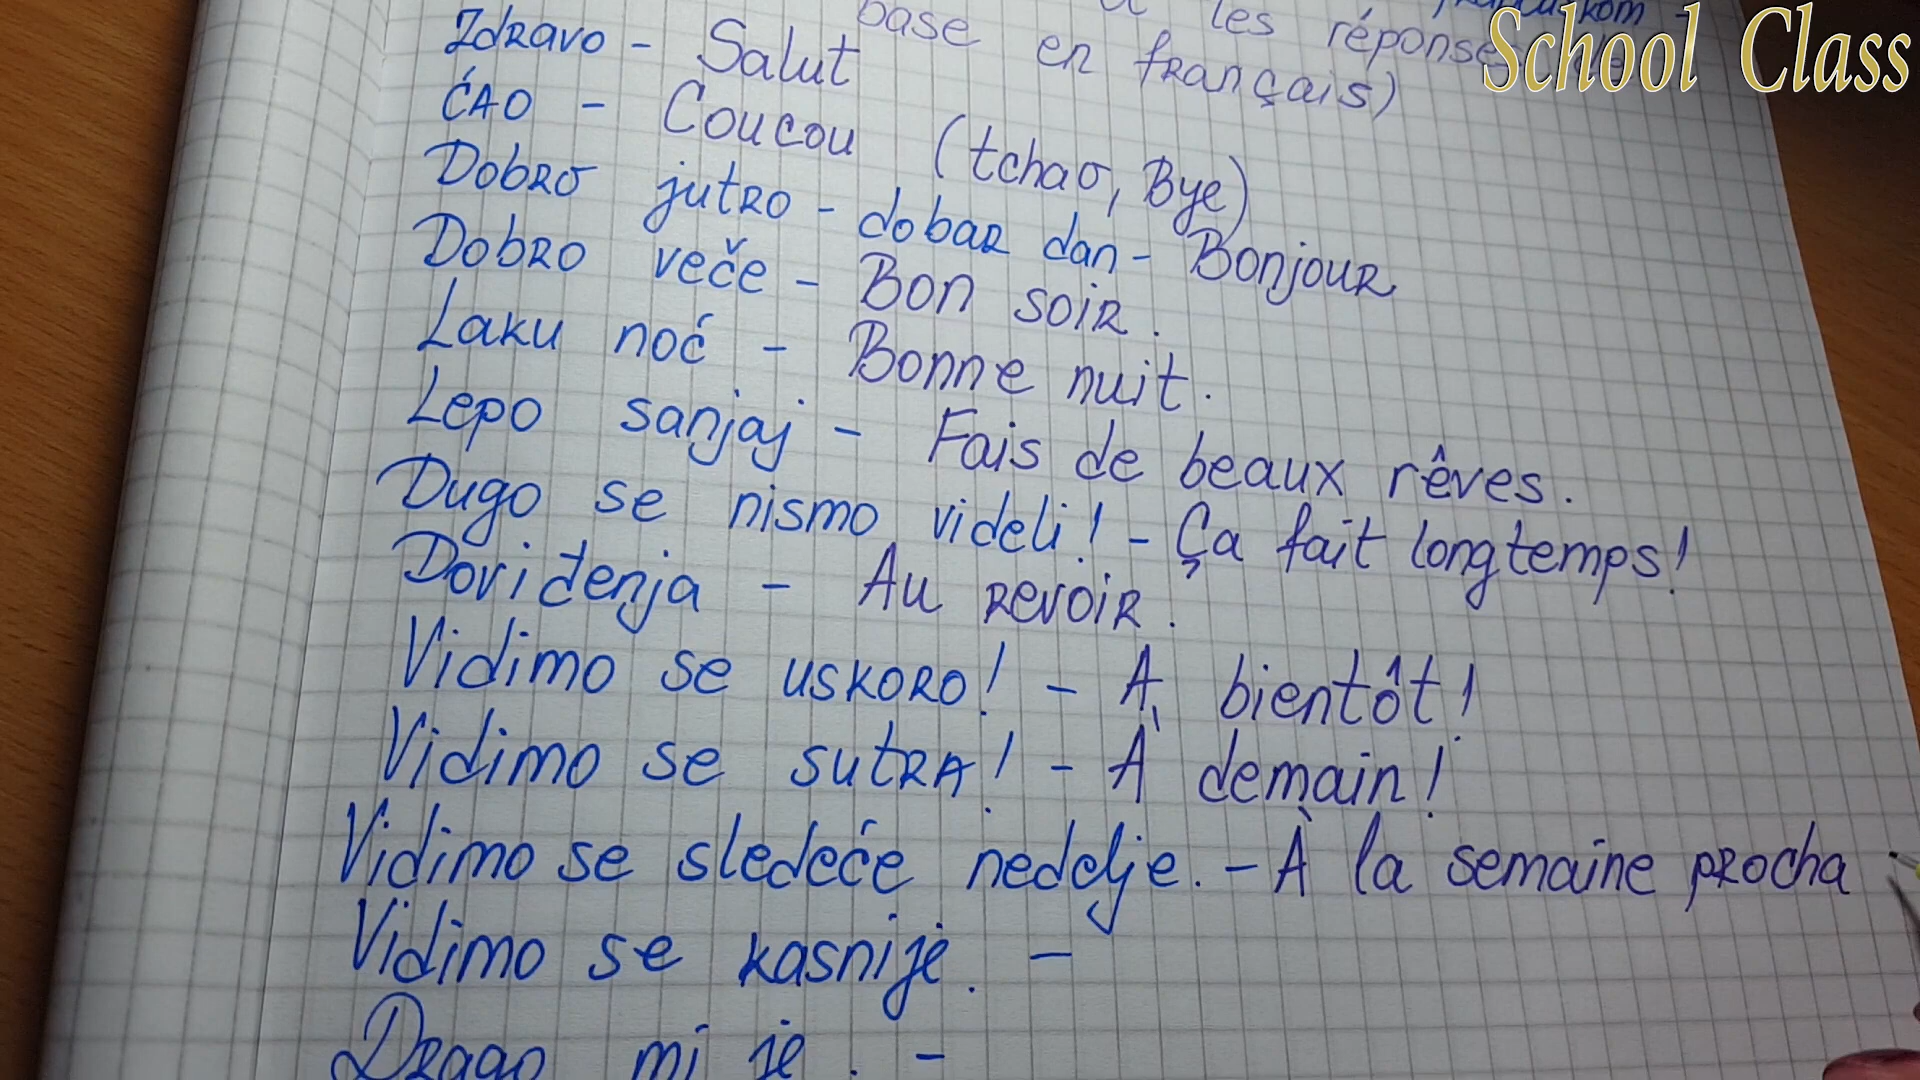 les réponses
School Class
base en français)
Zdravo - Salut
ĆAO - Coucou (tchao, Bye)
Dobro jutro - dobar dan - Bonjour
Dobro veče - Bon soir.
Laku noć - Bonne nuit.
Lepo sanjaj - Fais de beaux rêves.
Dugo se nismo videli! - Ça fait longtemps!
Doviđenja - Au revoir.
Vidimo se uskoro! - À bientôt!
Vidimo se sutra! - À demain!
Vidimo se sledeće nedelje. - À la semaine procha
Vidimo se kasnije. -
Drago mi je. -